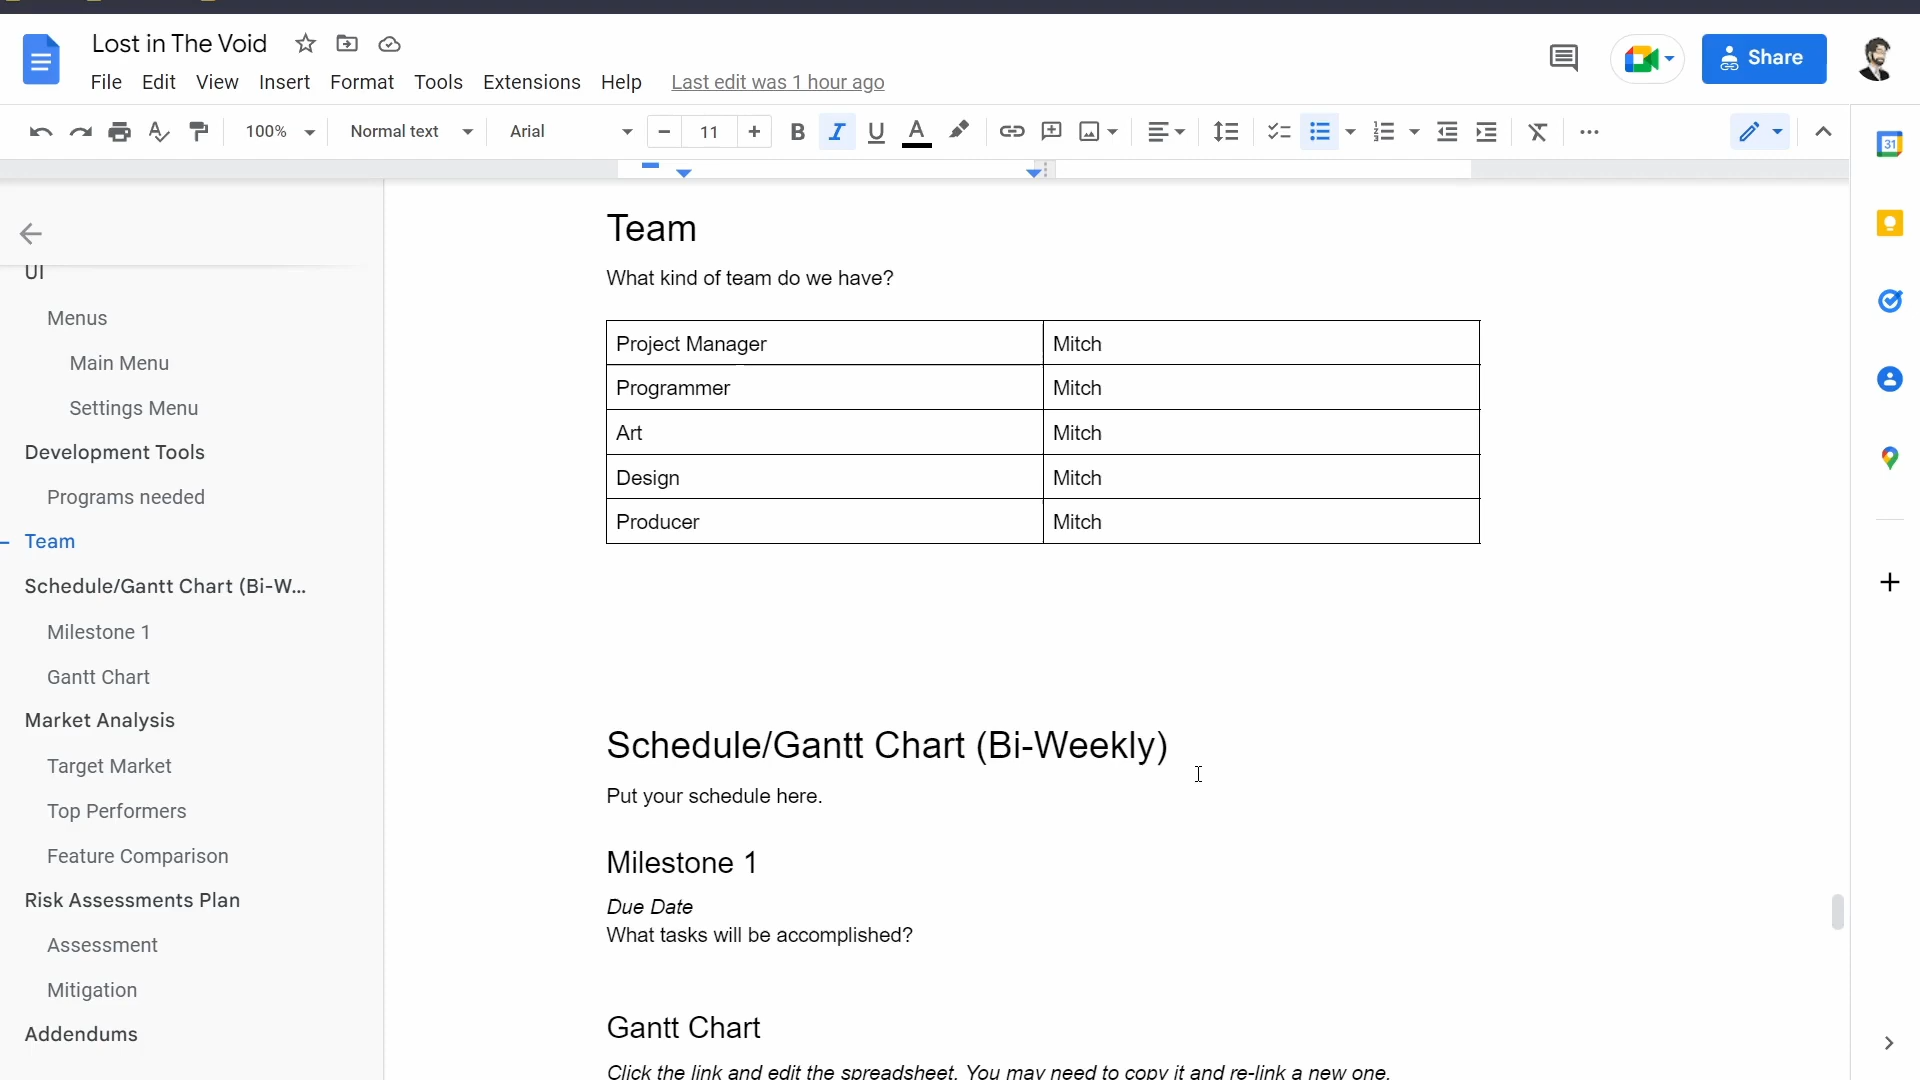 Lost in The Void
File Edit View Insert Format Tools Extensions Help Last edit was 1 hour ago
Share
100% Normal text Arial 11
31
UI
Menus
Main Menu
Settings Menu
Development Tools
Programs needed
Team
Schedule/Gantt Chart (Bi-W...
Milestone 1
Gantt Chart
Market Analysis
Target Market
Top Performers
Feature Comparison
Risk Assessments Plan
Assessment
Mitigation
Addendums
Team
What kind of team do we have?
Project Manager Mitch
Programmer Mitch
Art Mitch
Design Mitch
Producer Mitch
Schedule/Gantt Chart (Bi-Weekly)
Put your schedule here.
Milestone 1
Due Date
What tasks will be accomplished?
Gantt Chart
Click the link and edit the spreadsheet. You may need to copy it and re-link a new one.